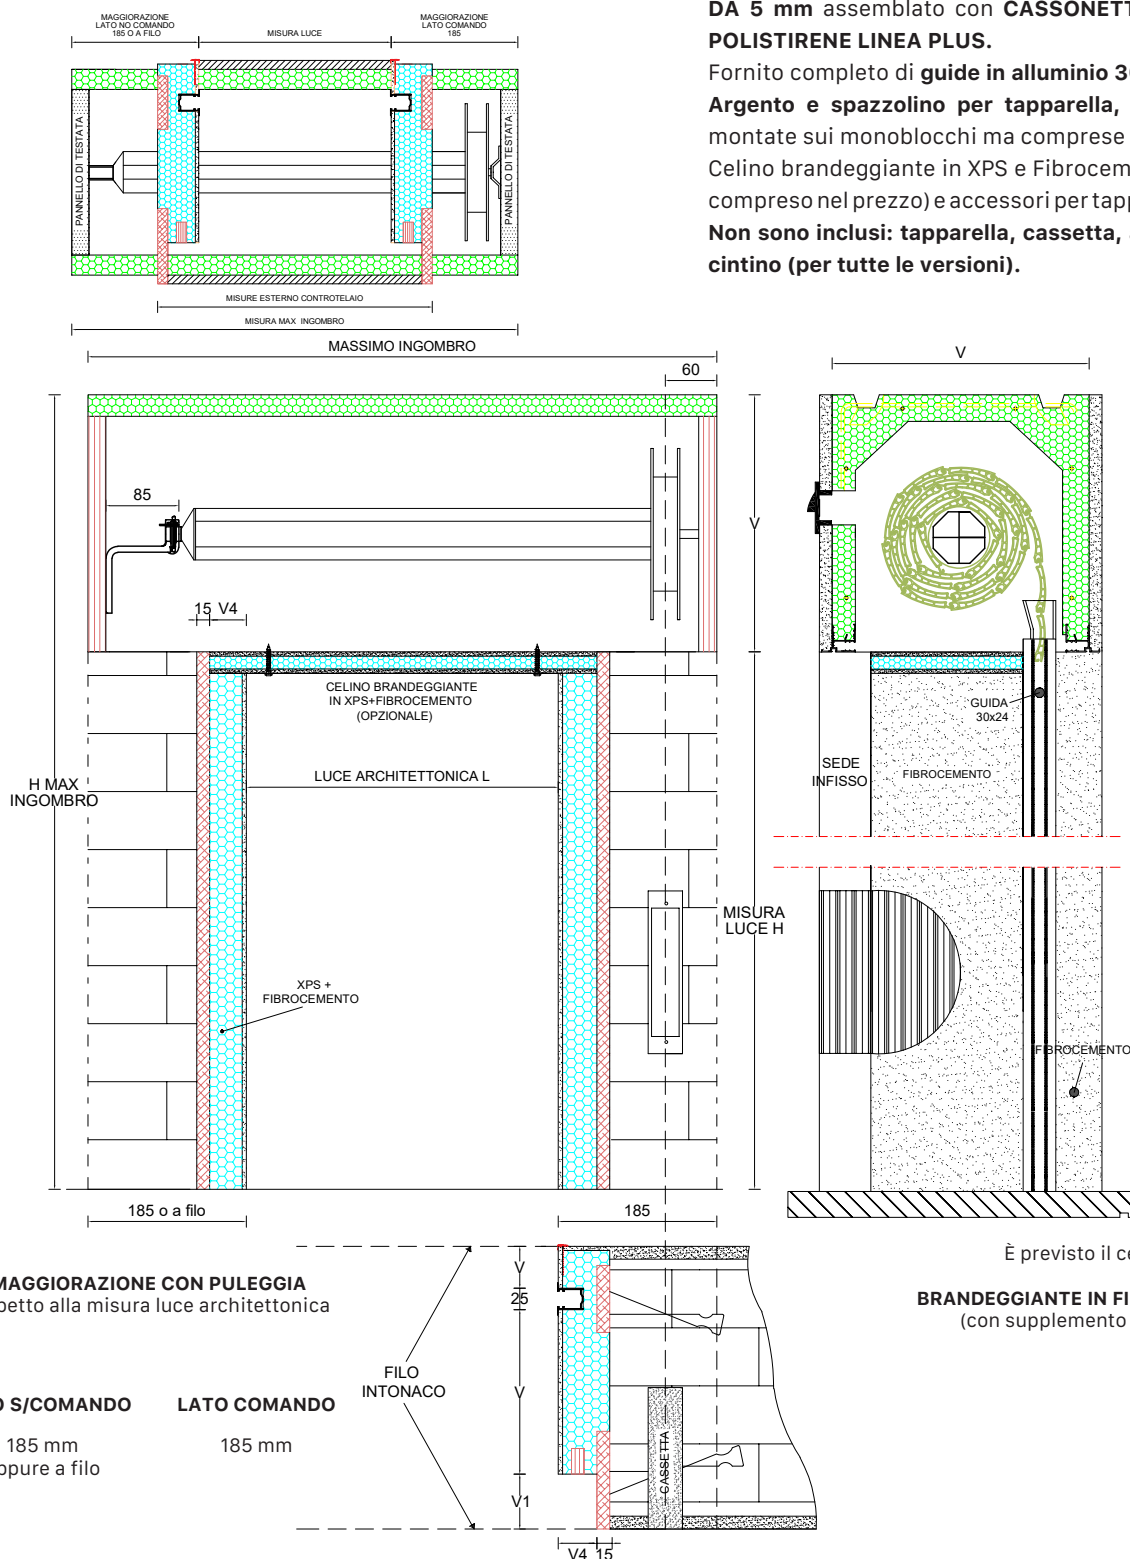 MAGGIORAZIONE
LATO NO COMANDO
185 O A FILO
MISURA LUCE
MAGGIORAZIONE
LATO COMANDO
185
PANNELLO DI TESTATA
PANNELLO DI TESTATA
MISURE ESTERNO CONTROTELAIO
MISURA MAX INGOMBRO
DA 5 mm assemblato con CASSONETT
POLISTIRENE LINEA PLUS.
Fornito completo di guide in alluminio 3
Argento e spazzolino per tapparella,
montate sui monoblocchi ma comprese
Celino brandeggiante in XPS e Fibrocem
compreso nel prezzo) e accessori per tapp
Non sono inclusi: tapparella, cassetta,
cintino (per tutte le versioni).
MASSIMO INGOMBRO
60
85
V
15 V4
CELINO BRANDEGGIANTE
IN XPS+FIBROCEMENTO
(OPZIONALE)
LUCE ARCHITETTONICA L
H MAX
INGOMBRO
XPS +
FIBROCEMENTO
MISURA
LUCE H
185 o a filo
185
V
GUIDA
30x24
SEDE
INFISSO
FIBROCEMENTO
FIBROCEMENTO
MAGGIORAZIONE CON PULEGGIA
petto alla misura luce architettonica
O S/COMANDO
LATO COMANDO
185 mm
185 mm
ppure a filo
FILO
INTONACO
V
25
V
V1
V4 15
CASSETTA
È previsto il ce
BRANDEGGIANTE IN FI
(con supplemento